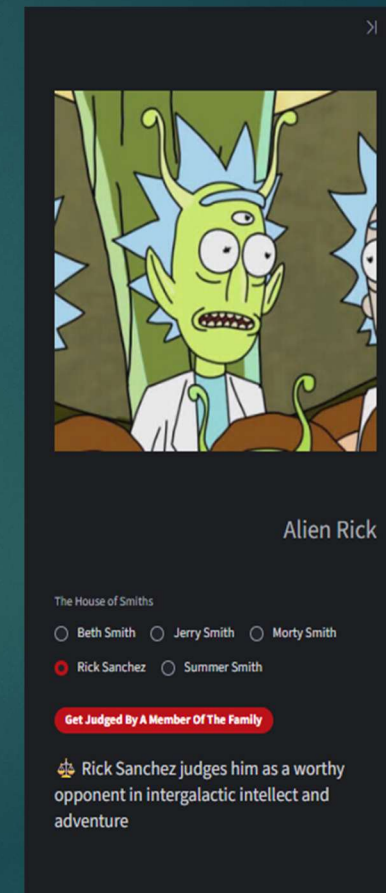 Alien Rick
The House of Smiths
Beth Smith Jerry Smith Morty Smith
Rick Sanchez Summer Smith
Get Judged By A Member Of The Family
⚖️ Rick Sanchez judges him as a worthy
opponent in intergalactic intellect and
adventure